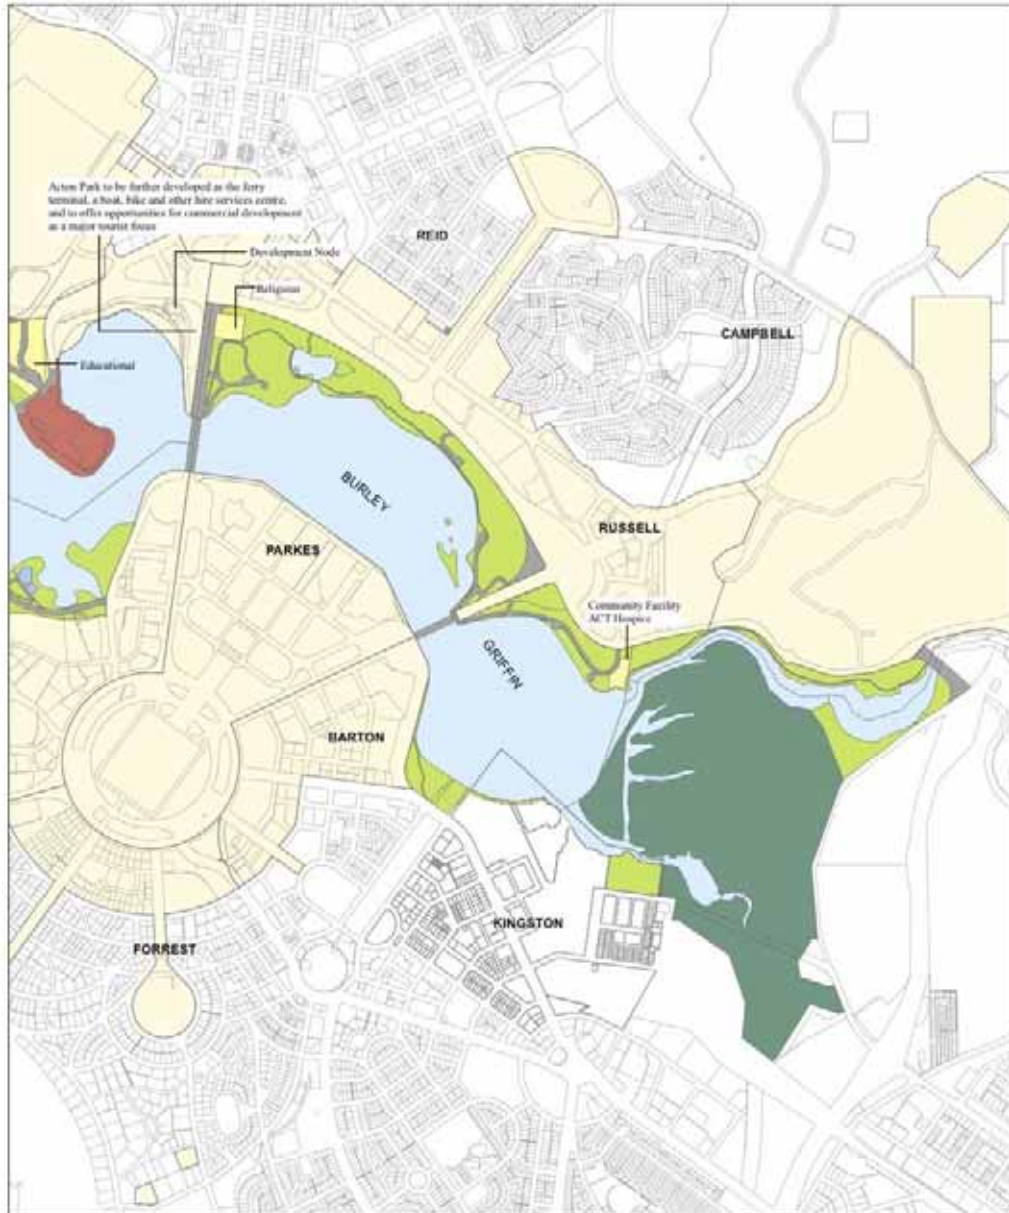 Acton Park to be further developed as the ferry
terminal, a boat, bike and other hire services centre,
and to offer opportunities for commercial development
as a major tourist focus
REID
Development Node
Religious
CAMPBELL
Educational
BURLEY
RUSSELL
PARKES
Community Facility
ACT Hospice
GRIFFIN
BARTON
KINGSTON
FORREST